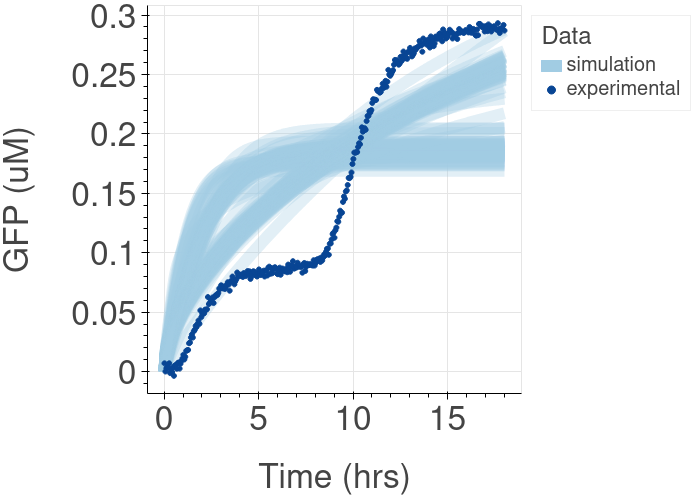 0.3
0.25
0.2
0.15
0.1
0.05
0
GFP (uM)
0 5 10 15
Time (hrs)
Data
simulation
experimental